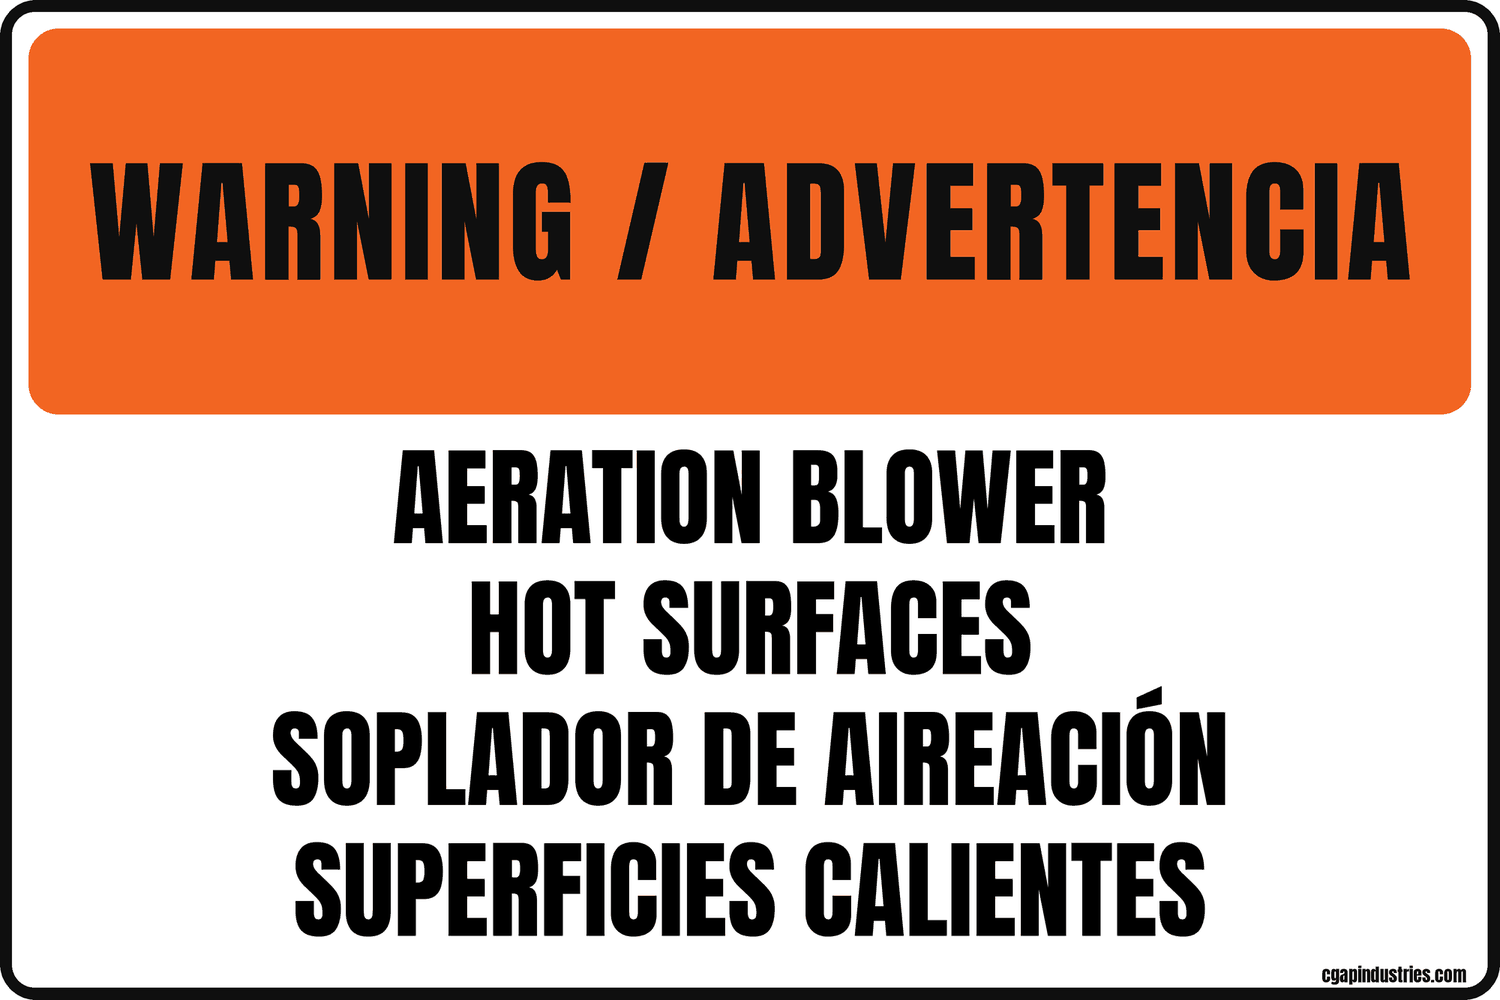 WARNING / ADVERTENCIA
AERATION BLOWER
HOT SURFACES
SOPLADOR DE AIREACIÓN
SUPERFICIES CALIENTES
cgapindustries.com